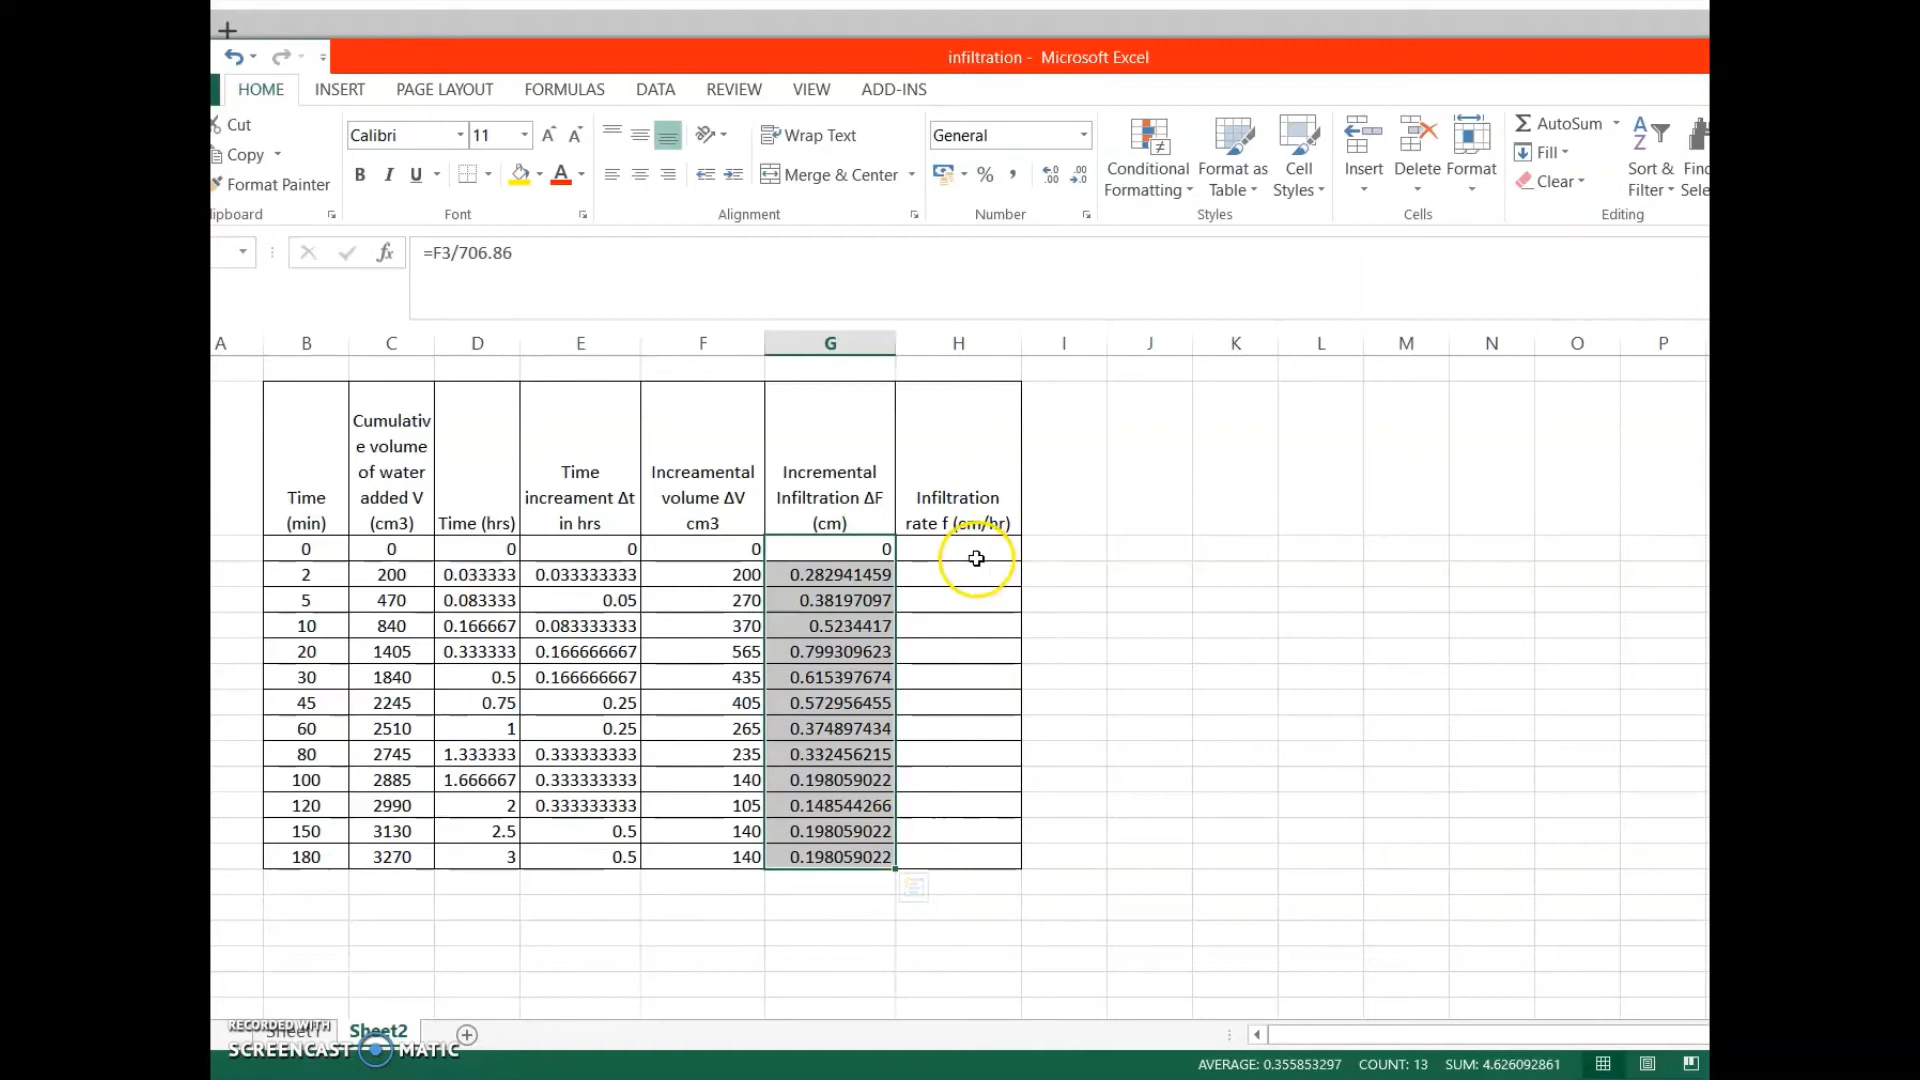 infiltration - Microsoft Excel
HOME INSERT PAGE LAYOUT FORMULAS DATA REVIEW VIEW ADD-INS
Cut
Copy
Format Painter
lipboard
Calibri 11
B I U
Font
Wrap Text
Merge & Center
Alignment
General
Number
Conditional Formatting
Format as Table
Cell Styles
Styles
Insert Delete Format
Cells
AutoSum
Fill
Clear
Sort & Filter
Find
Sele
Editing
fx =F3/706.86
A B C D E F G H I J K L M N O P
Time (min)
Cumulativ
e volume
of water
added V
(cm3)
Time (hrs)
Time
increament Δt
in hrs
Increamental
volume ΔV
cm3
Incremental
Infiltration ΔF
(cm)
Infiltration
rate f (cm/hr)
0 0 0 0 0 0
2 200 0.033333 0.033333333 200 0.282941459
5 470 0.083333 0.05 270 0.38197097
10 840 0.166667 0.083333333 370 0.5234417
20 1405 0.333333 0.166666667 565 0.799309623
30 1840 0.5 0.166666667 435 0.615397674
45 2245 0.75 0.25 405 0.572956455
60 2510 1 0.25 265 0.374897434
80 2745 1.333333 0.333333333 235 0.332456215
100 2885 1.666667 0.333333333 140 0.198059022
120 2990 2 0.333333333 105 0.148544266
150 3130 2.5 0.5 140 0.198059022
180 3270 3 0.5 140 0.198059022
Sheet1 Sheet2
RECORDED WITH
SCREENCAST MATIC
AVERAGE: 0.355853297 COUNT: 13 SUM: 4.626092861